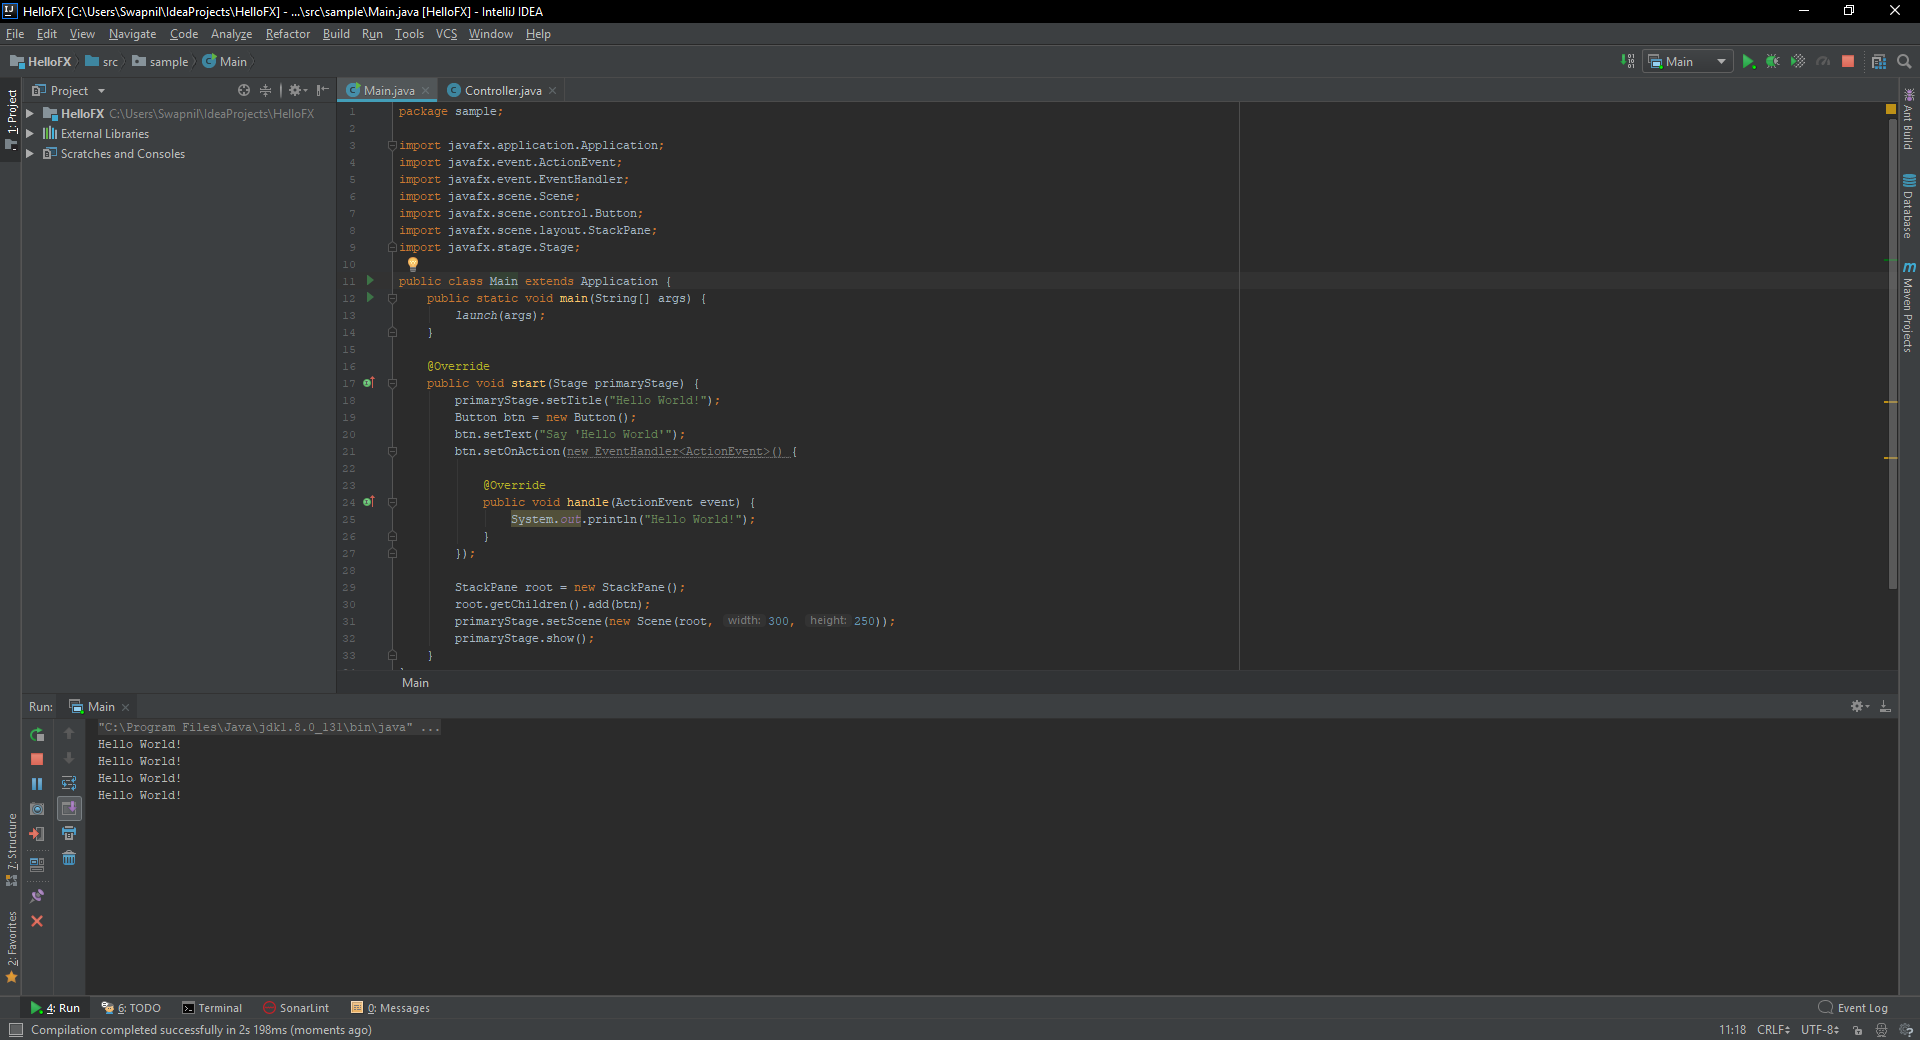 HelloFX [C:\Users\Swapnil\IdeaProjects\HelloFX] - ...\src\sample\Main.java [HelloFX] - IntelliJ IDEA
File Edit View Navigate Code Analyze Refactor Build Run Tools VCS Window Help
HelloFX src sample Main Main
1: Project
Project
HelloFX C:\Users\Swapnil\IdeaProjects\HelloFX
External Libraries
Scratches and Consoles
Main.java Controller.java
1 package sample;
2
3 import javafx.application.Application;
4 import javafx.event.ActionEvent;
5 import javafx.event.EventHandler;
6 import javafx.scene.Scene;
7 import javafx.scene.control.Button;
8 import javafx.scene.layout.StackPane;
9 import javafx.stage.Stage;
10
11 public class Main extends Application {
12 public static void main(String[] args) {
13 launch(args);
14 }
15
16 @Override
17 public void start(Stage primaryStage) {
18 primaryStage.setTitle("Hello World!");
19 Button btn = new Button();
20 btn.setText("Say 'Hello World'");
21 btn.setOnAction(new EventHandler<ActionEvent>() {
22
23 @Override
24 public void handle(ActionEvent event) {
25 System.out.println("Hello World!");
26 }
27 });
28
29 StackPane root = new StackPane();
30 root.getChildren().add(btn);
31 primaryStage.setScene(new Scene(root, width: 300, height: 250));
32 primaryStage.show();
33 }
Main
Ant Build
Database
Maven Projects
Run: Main
"C:\Program Files\Java\jdk1.8.0_131\bin\java" ...
Hello World!
Hello World!
Hello World!
Hello World!
7: Structure
2: Favorites
4: Run 6: TODO Terminal SonarLint 0: Messages Event Log
Compilation completed successfully in 2s 198ms (moments ago) 11:18 CRLF UTF-8